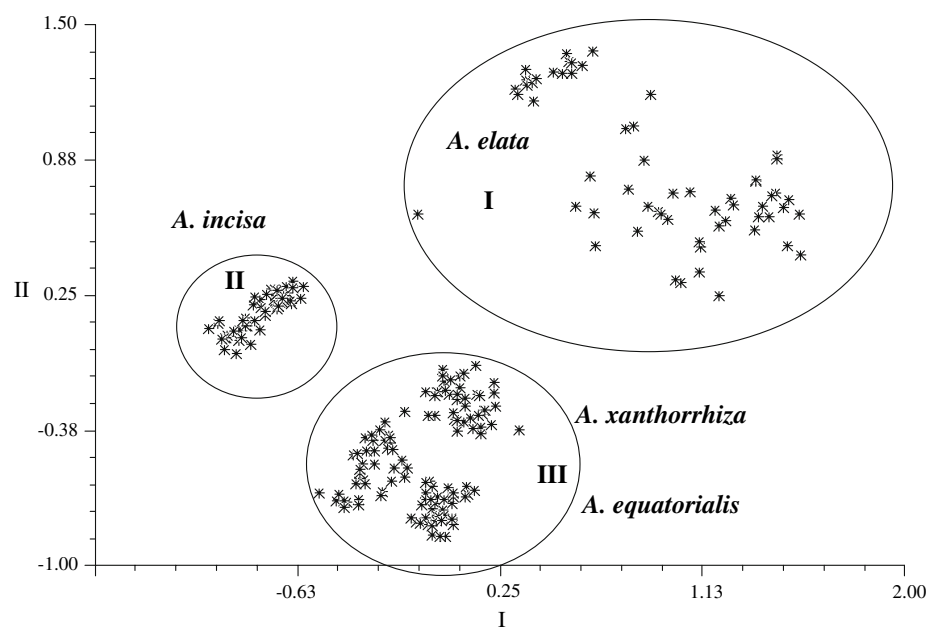 1.50
A. elata
0.88
I
A. incisa
II
II
0.25
-0.38
A. xanthorrhiza
III
A. equatorialis
-1.00
-0.63
0.25
1.13
2.00
I